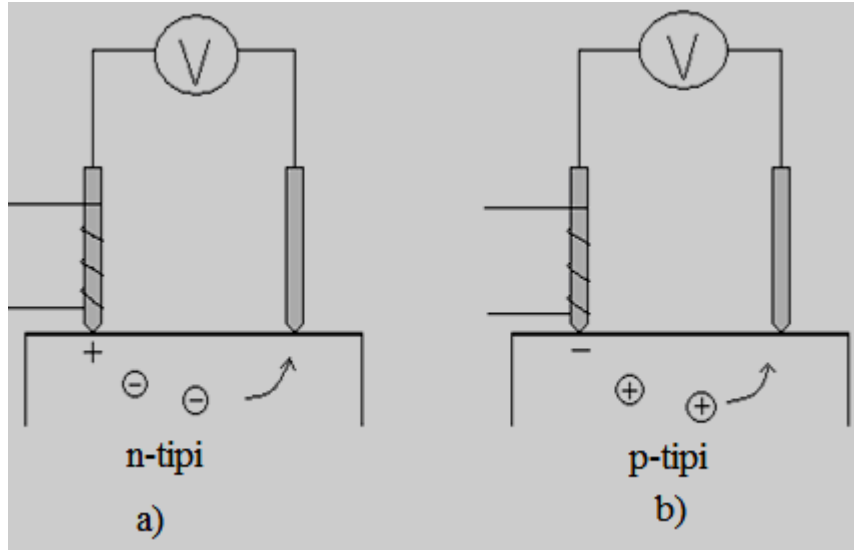 V V
+ −
− − + +
n-tipi p-tipi
a) b)